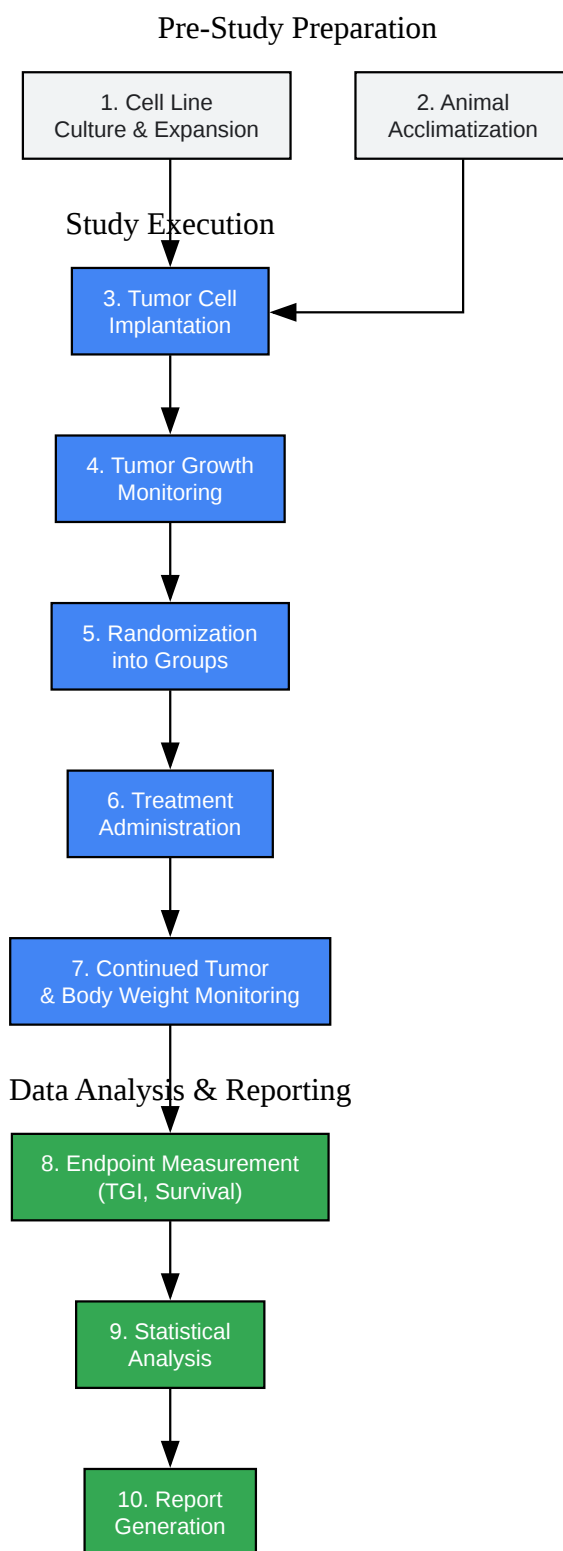 Pre-Study Preparation
1. Cell Line
Culture & Expansion
2. Animal
Acclimatization
Study Execution
3. Tumor Cell
Implantation
4. Tumor Growth
Monitoring
5. Randomization
into Groups
6. Treatment
Administration
7. Continued Tumor
& Body Weight Monitoring
Data Analysis & Reporting
8. Endpoint Measurement
(TGI, Survival)
9. Statistical
Analysis
10. Report
Generation